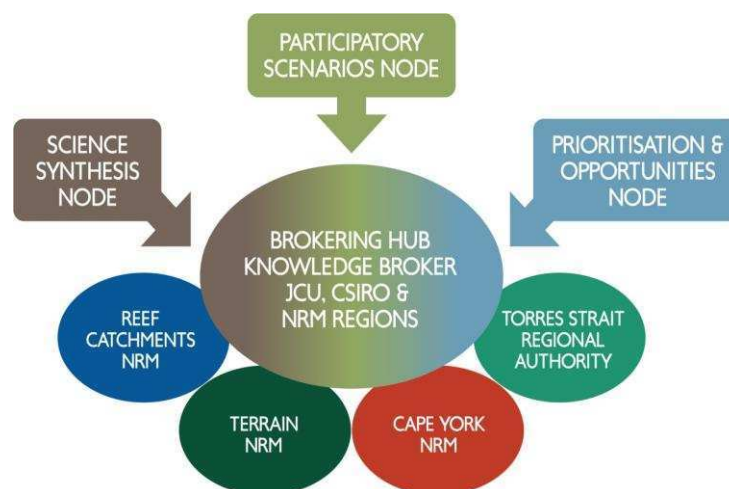 PARTICIPATORY
SCENARIOS NODE
SCIENCE
SYNTHESIS
NODE
PRIORITISATION &
OPPORTUNITIES
NODE
BROKERING HUB
KNOWLEDGE BROKER
JCU, CSIRO &
NRM REGIONS
REEF
CATCHMENTS
NRM
TORRES STRAIT
REGIONAL
AUTHORITY
TERRAIN
NRM
CAPE YORK
NRM